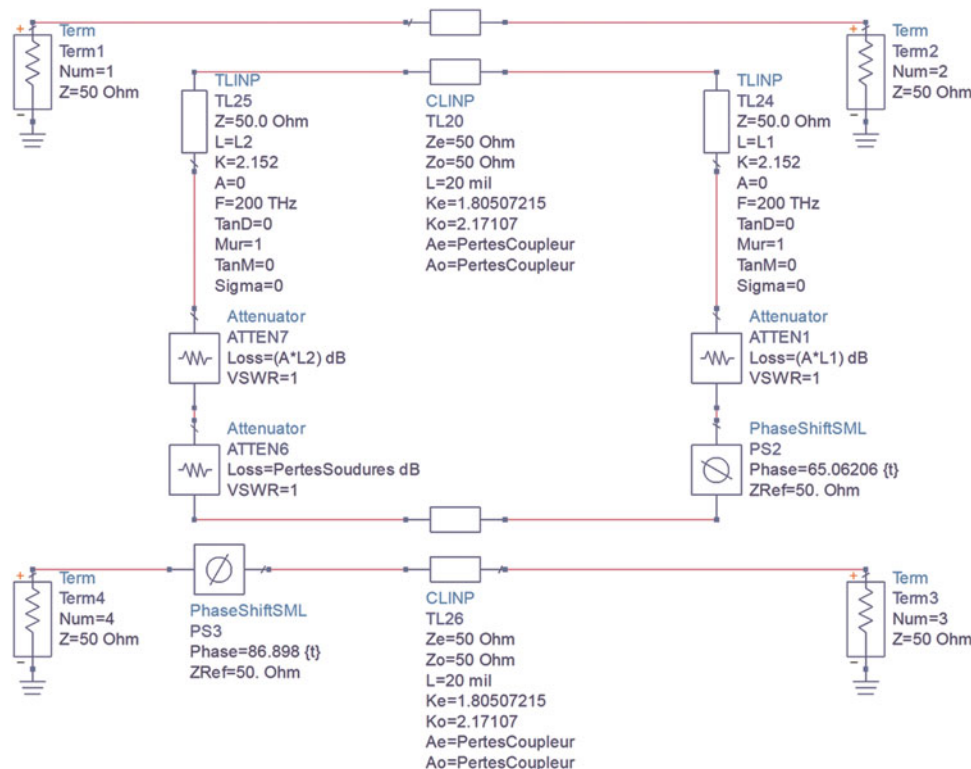 Term
Term1
Num=1
Z=50 Ohm
Term
Term2
Num=2
Z=50 Ohm
TLINP
TL25
Z=50.0 Ohm
L=L2
K=2.152
A=0
F=200 THz
TanD=0
Mur=1
TanM=0
Sigma=0
CLINP
TL20
Ze=50 Ohm
Zo=50 Ohm
L=20 mil
Ke=1.80507215
Ko=2.17107
Ae=PertesCoupleur
Ao=PertesCoupleur
TLINP
TL24
Z=50.0 Ohm
L=L1
K=2.152
A=0
F=200 THz
TanD=0
Mur=1
TanM=0
Sigma=0
Attenuator
ATTEN7
Loss=(A*L2) dB
VSWR=1
Attenuator
ATTEN1
Loss=(A*L1) dB
VSWR=1
Attenuator
ATTEN6
Loss=PertesSoudures dB
VSWR=1
PhaseShiftSML
PS2
Phase=65.06206 {t}
ZRef=50. Ohm
Term
Term4
Num=4
Z=50 Ohm
PhaseShiftSML
PS3
Phase=86.898 {t}
ZRef=50. Ohm
CLINP
TL26
Ze=50 Ohm
Zo=50 Ohm
L=20 mil
Ke=1.80507215
Ko=2.17107
Ae=PertesCoupleur
Ao=PertesCoupleur
Term
Term3
Num=3
Z=50 Ohm